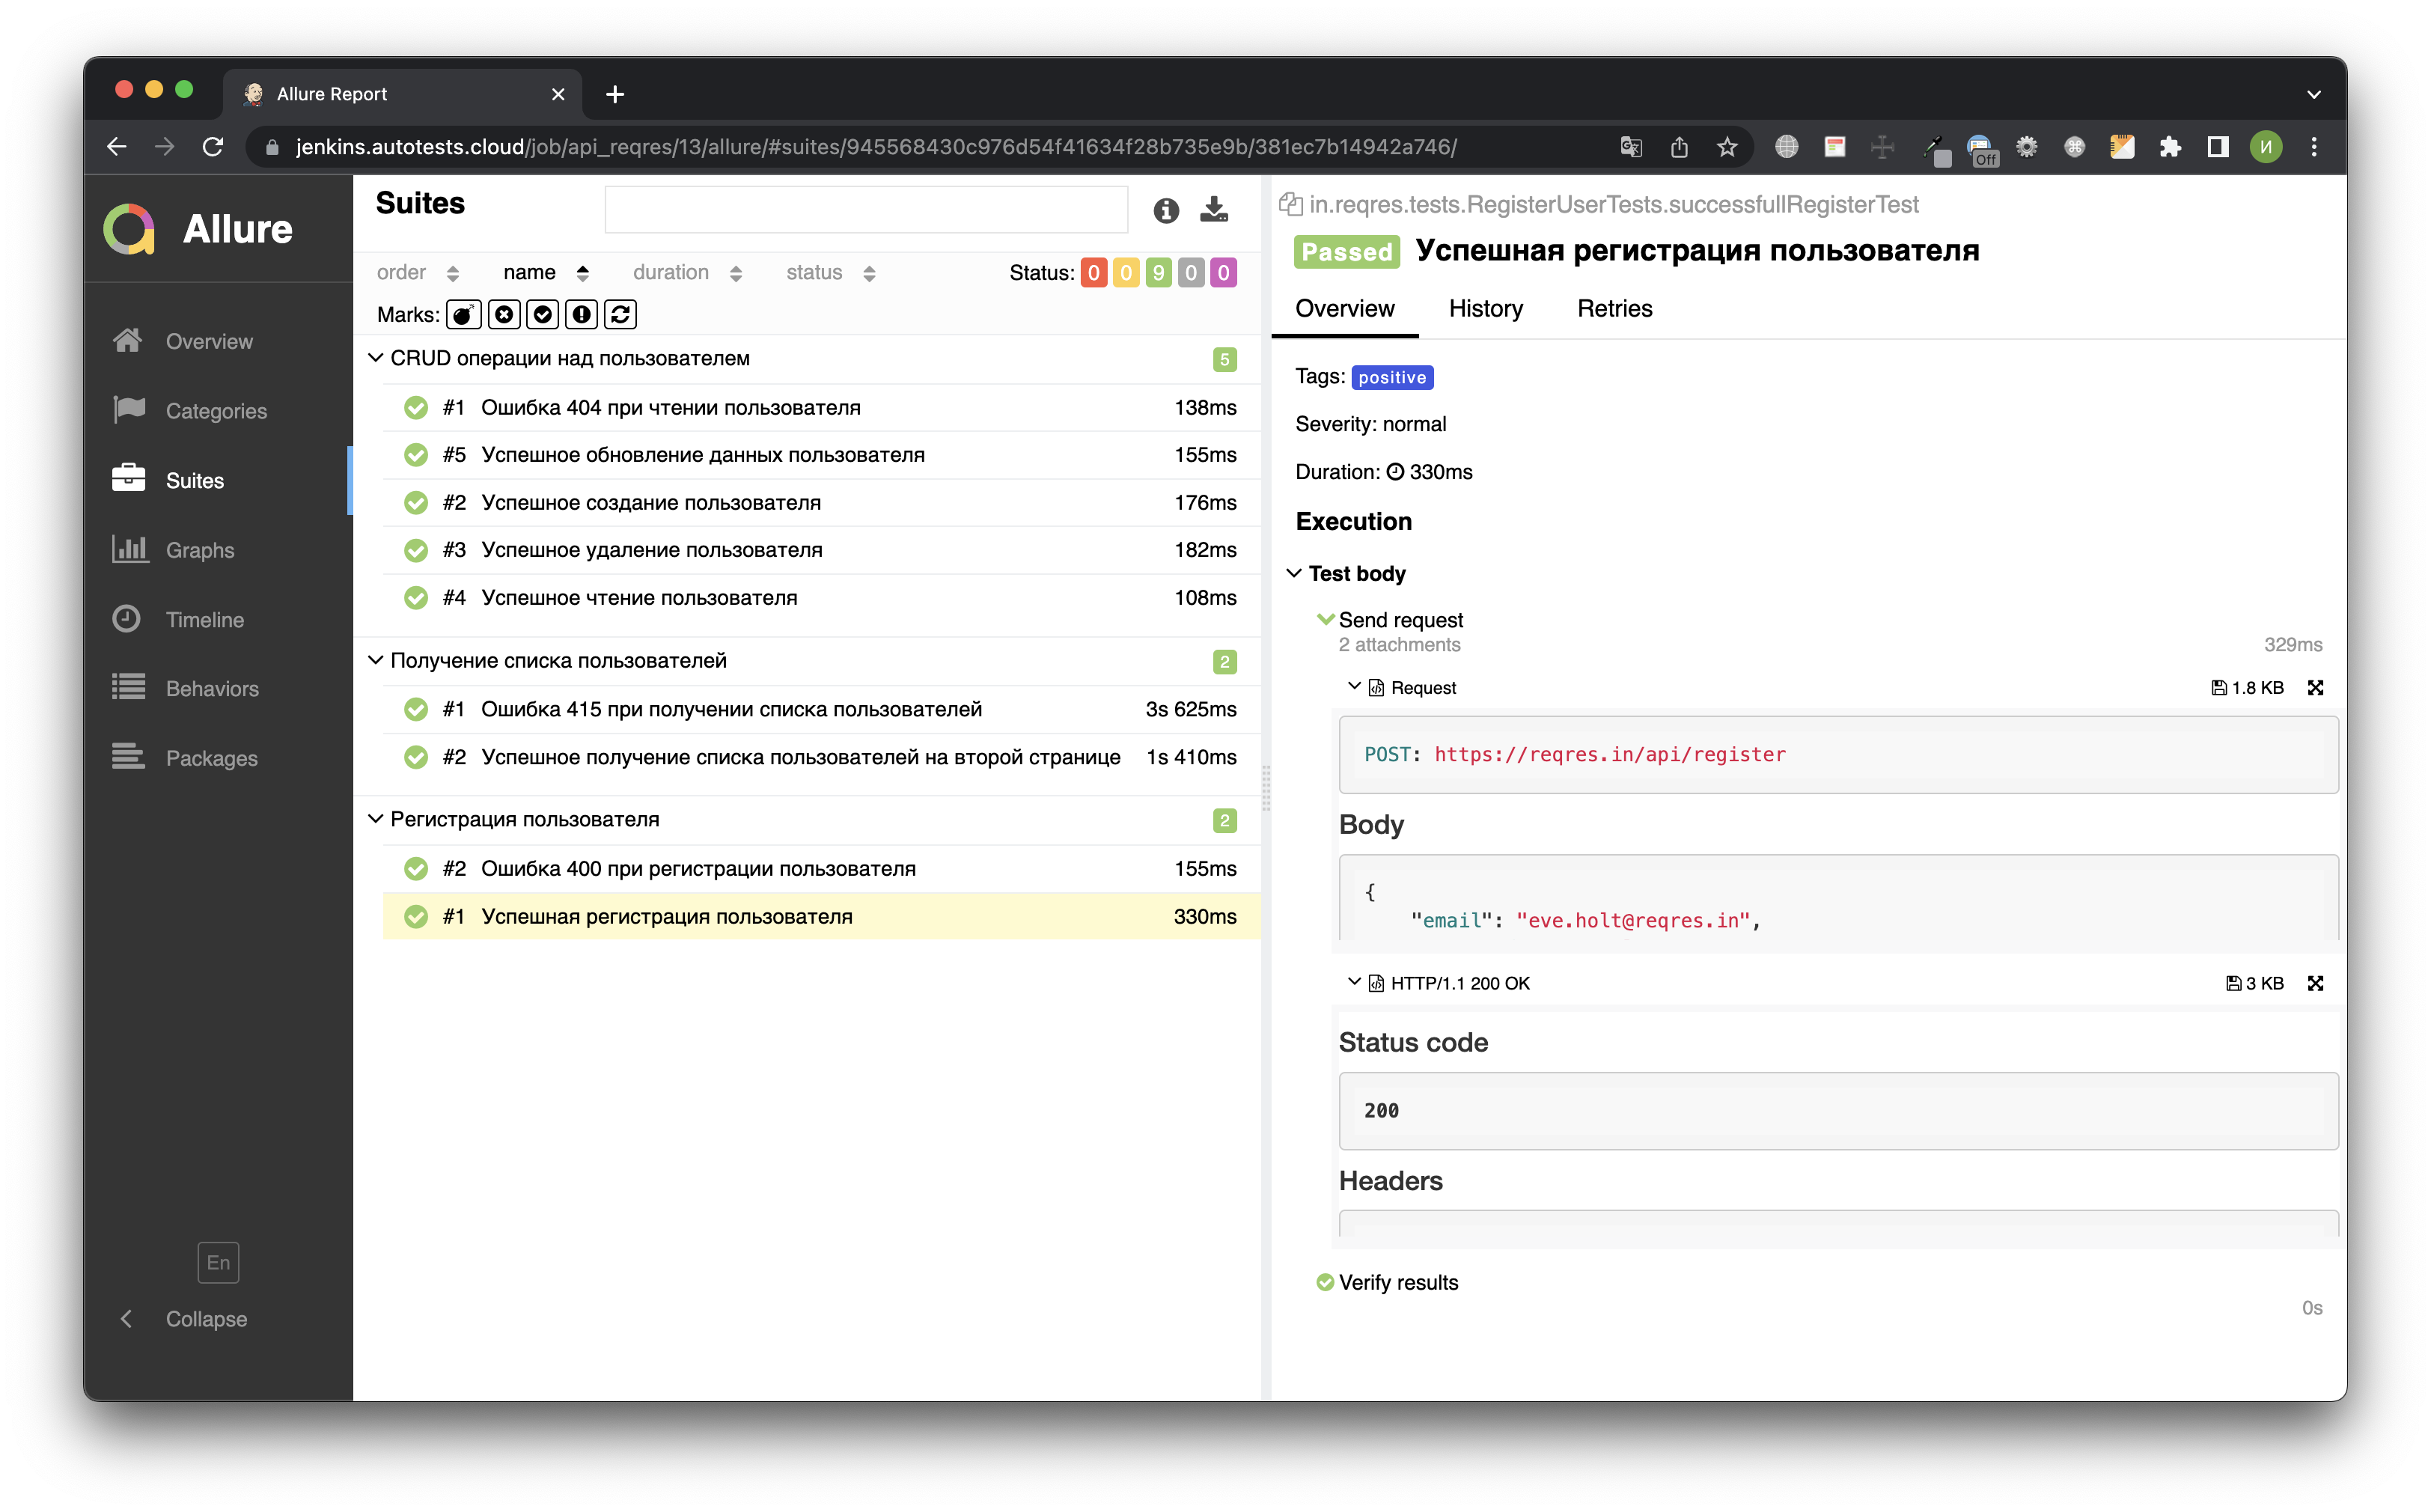 Allure Report
jenkins.autotests.cloud/job/api_reqres/13/allure/#suites/945568430c976d54f41634f28b735e9b/381ec7b14942a746/
Off
И
Allure
Overview
Categories
Suites
Graphs
Timeline
Behaviors
Packages
En
Collapse
Suites
order name duration status Status: 0 0 9 0 0
Marks:
CRUD операции над пользователем 5
#1 Ошибка 404 при чтении пользователя 138ms
#5 Успешное обновление данных пользователя 155ms
#2 Успешное создание пользователя 176ms
#3 Успешное удаление пользователя 182ms
#4 Успешное чтение пользователя 108ms
Получение списка пользователей 2
#1 Ошибка 415 при получении списка пользователей 3s 625ms
#2 Успешное получение списка пользователей на второй странице 1s 410ms
Регистрация пользователя 2
#2 Ошибка 400 при регистрации пользователя 155ms
#1 Успешная регистрация пользователя 330ms
in.reqres.tests.RegisterUserTests.successfullRegisterTest
Passed Успешная регистрация пользователя
Overview History Retries
Tags: positive
Severity: normal
Duration: 330ms
Execution
Test body
Send request
2 attachments 329ms
Request 1.8 KB
POST: https://reqres.in/api/register
Body
{
"email": "eve.holt@reqres.in",
HTTP/1.1 200 OK 3 KB
Status code
200
Headers
Verify results
0s